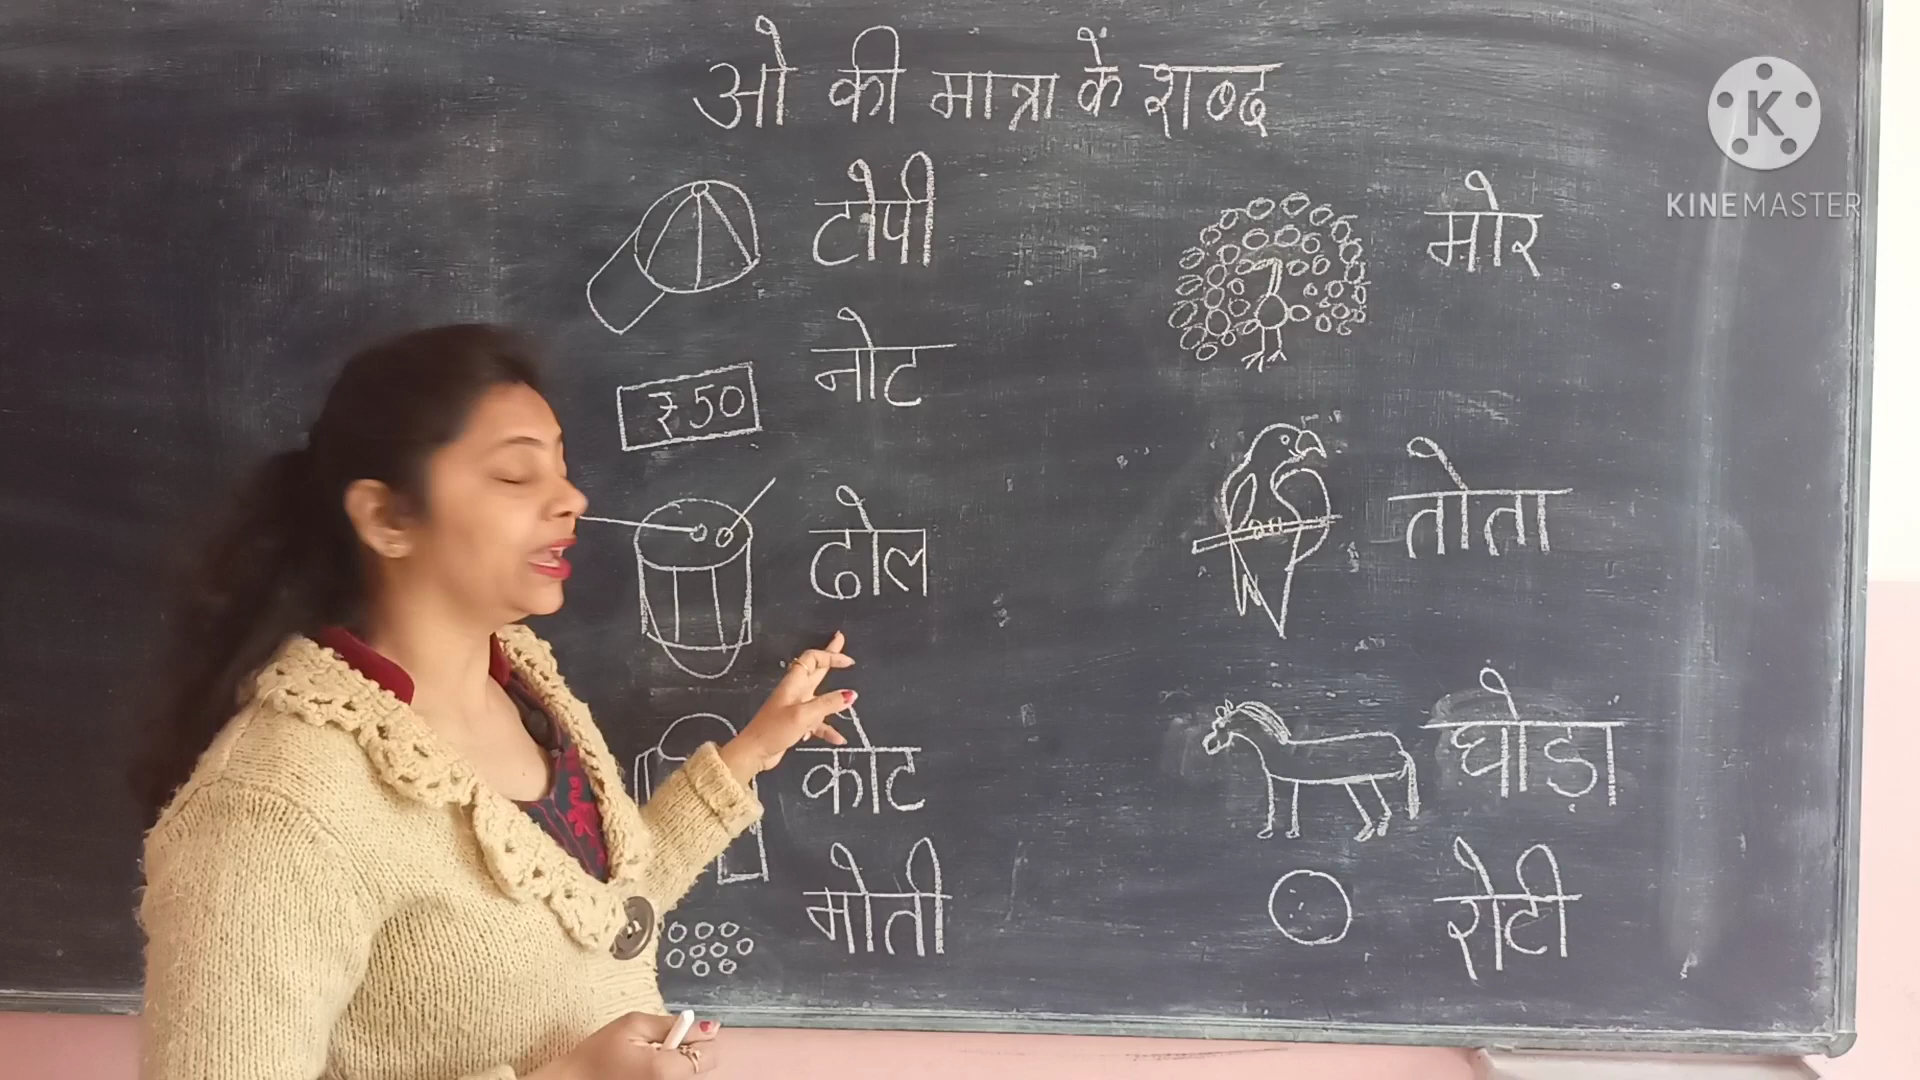 ओ की मात्रा के शब्द
टोपी
नोट
₹50
ढोल
कोट
मोती
मोर
तोता
घोड़ा
रोटी
K
KINEMASTER